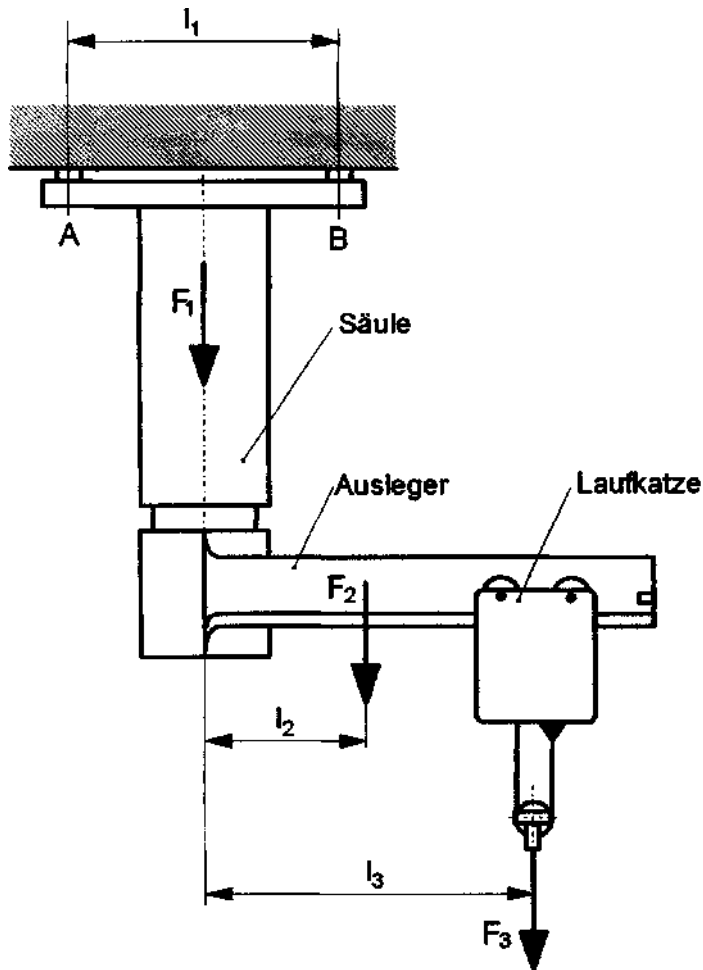 l₁
A
B
F₁
Säule
Ausleger
Laufkatze
F₂
l₂
l₃
F₃